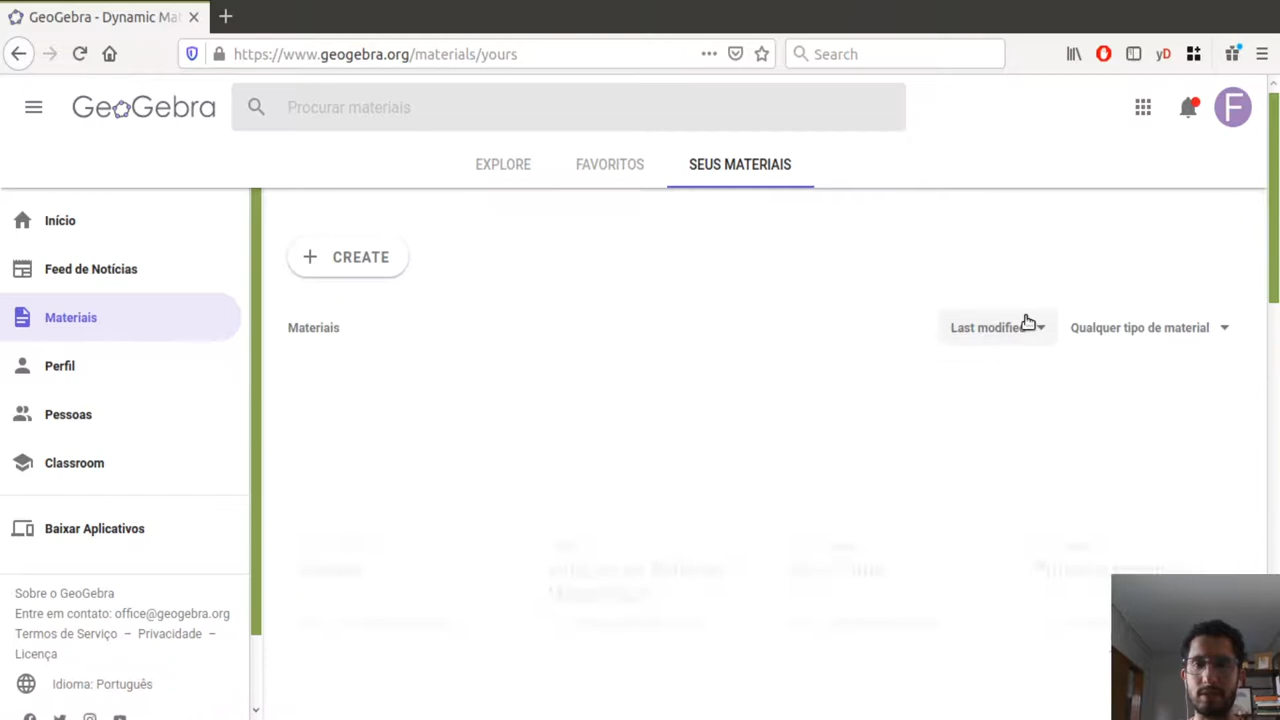 GeoGebra - Dynamic Mat
https://www.geogebra.org/materials/yours
Search
yD
GeoGebra
Procurar materiais
F
EXPLORE
FAVORITOS
SEUS MATERIAIS
Início
Feed de Notícias
Materiais
Perfil
Pessoas
Classroom
Baixar Aplicativos
Sobre o GeoGebra
Entre em contato: office@geogebra.org
Termos de Serviço – Privacidade –
Licença
Idioma: Português
+ CREATE
Materiais
Last modified
Qualquer tipo de material